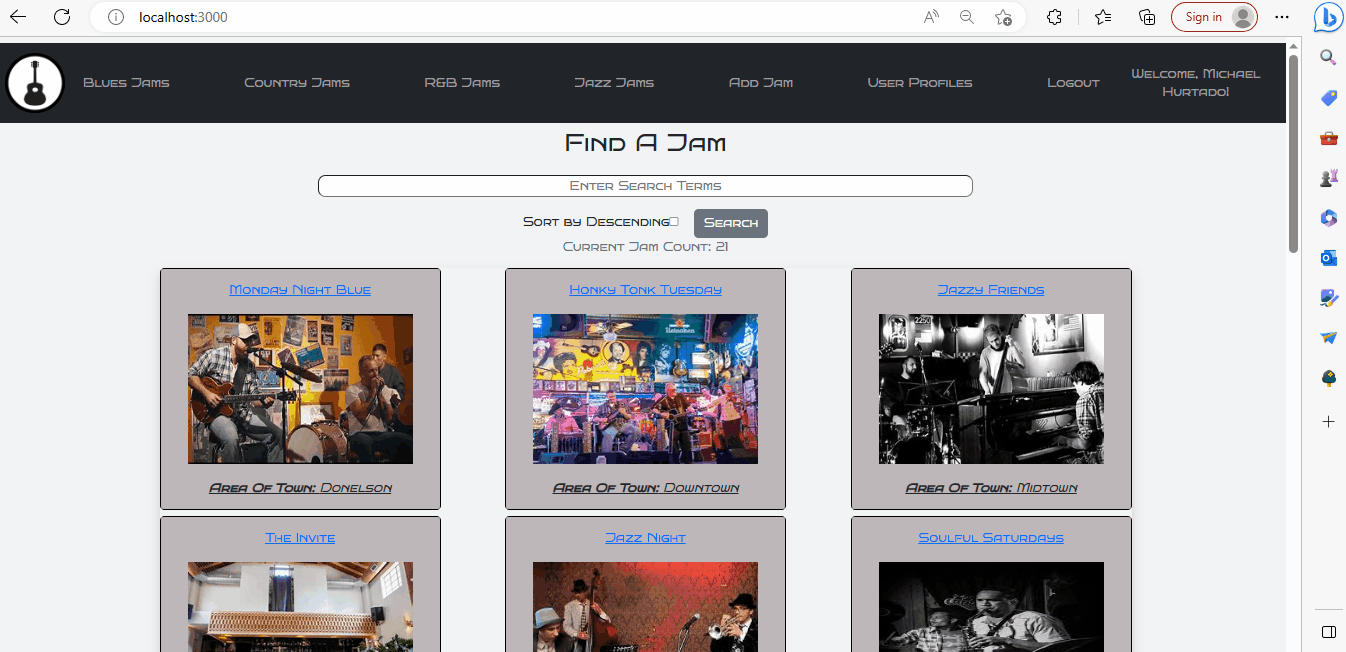 localhost:3000
Sign in
Blues Jams
Country Jams
R&B Jams
Jazz Jams
Add Jam
User Profiles
Logout
Welcome, Michael
Hurtado!
Find A Jam
Enter Search Terms
Sort by Descending
Search
Current Jam Count: 21
Monday Night Blue
Honky Tonk Tuesday
Jazzy Friends
Heineken
Area Of Town: Donelson
Area Of Town: Downtown
Area Of Town: Midtown
The Invite
Jazz Night
Soulful Saturdays